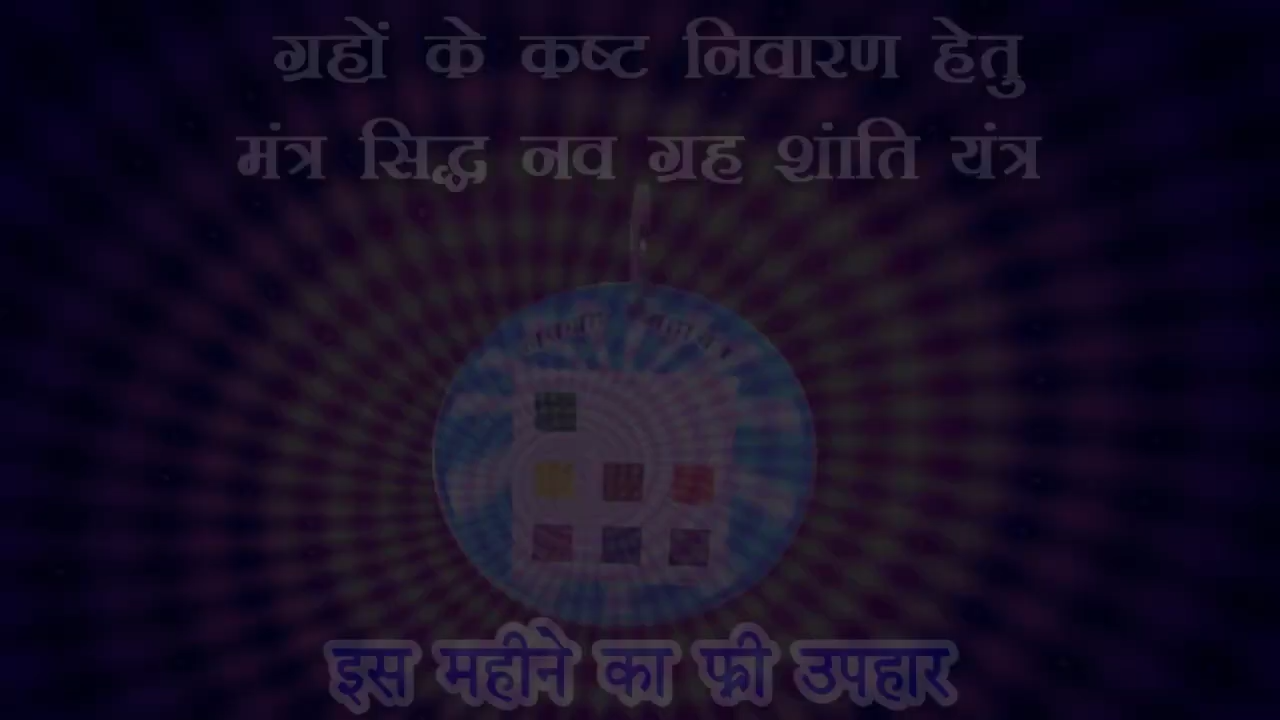 ग्रहों के कष्ट निवारण हेतु
मंत्र सिद्ध नव ग्रह शांति यंत्र
इस महीने का फ्री उपहार